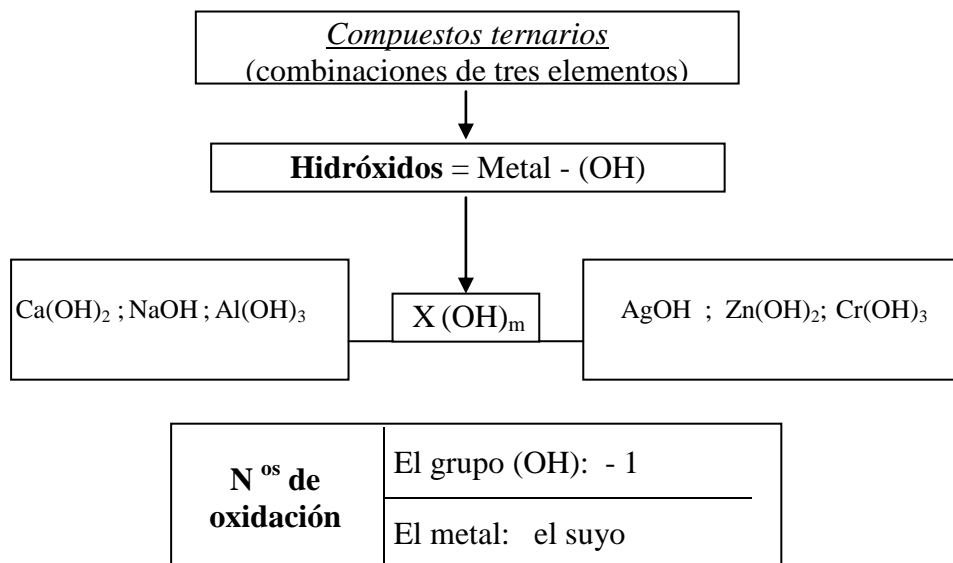 Compuestos ternarios
(combinaciones de tres elementos)
Hidróxidos = Metal - (OH)
Ca(OH)₂ ; NaOH ; Al(OH)₃
X (OH)ₘ
AgOH ; Zn(OH)₂; Cr(OH)₃
N ᵒˢ de
oxidación
El grupo (OH): - 1
El metal: el suyo